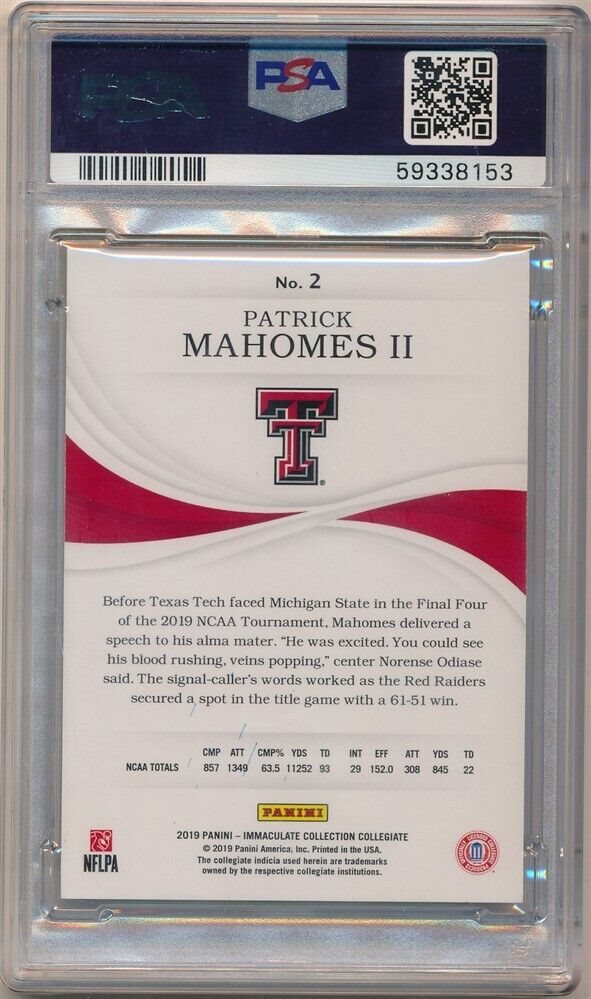 PSA
PSA
59338153
No. 2
PATRICK
MAHOMES II
Before Texas Tech faced Michigan State in the Final Four
of the 2019 NCAA Tournament, Mahomes delivered a
speech to his alma mater. "He was excited. You could see
his blood rushing, veins popping," center Norense Odiase
said. The signal-caller's words worked as the Red Raiders
secured a spot in the title game with a 61-51 win.
CMP ATT CMP% YDS TD INT EFF ATT YDS TD
NCAA TOTALS 857 1349 63.5 11252 93 29 152.0 308 845 22
PANINI
2019 PANINI – IMMACULATE COLLECTION COLLEGIATE
© 2019 Panini America, Inc. Printed in the USA.
The collegiate indicia used herein are trademarks
owned by the respective collegiate institutions.
NFLPA
OFFICIALLY LICENSED COLLEGIATE PRODUCTS